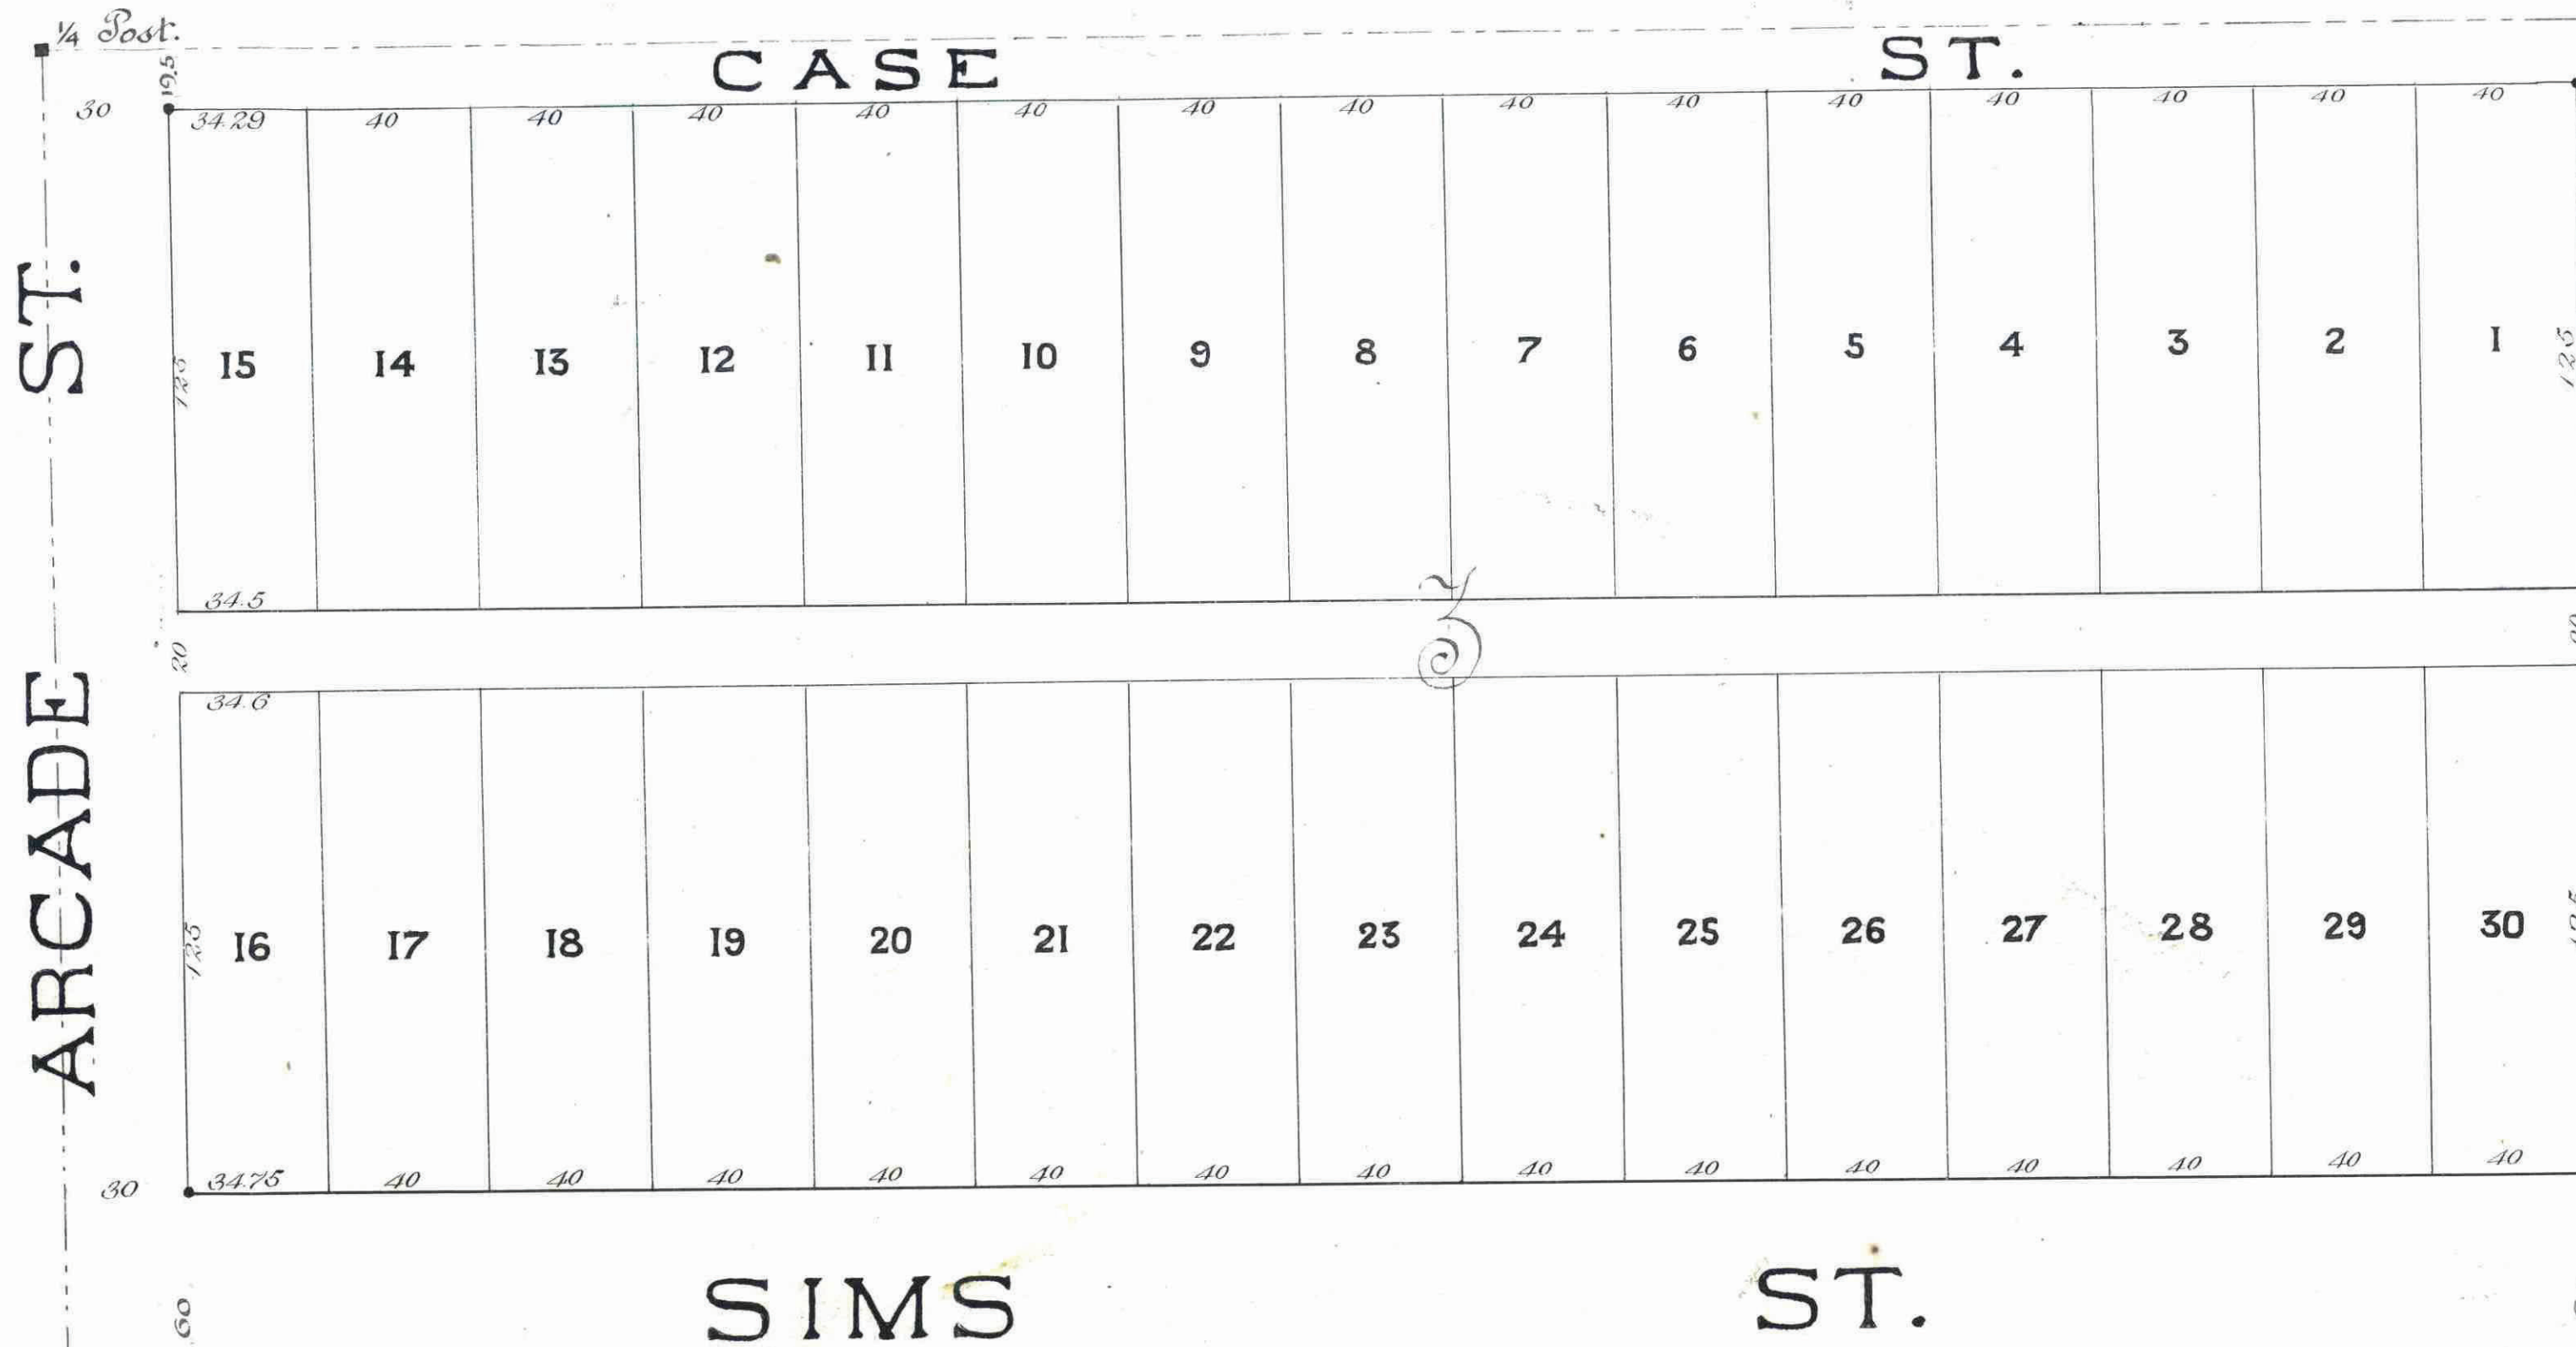 ¼ Post.
CASE ST.
19.5
30
34.29 40 40 40 40 40 40 40 40 40 40 40 40 40 40
ST.
125 15 14 13 12 11 10 9 8 7 6 5 4 3 2 1 125
34.5
20
3
34.6
ARCADE
125 16 17 18 19 20 21 22 23 24 25 26 27 28 29 30
30 34.75 40 40 40 40 40 40 40 40 40 40 40 40 40 40
SIMS ST.
60